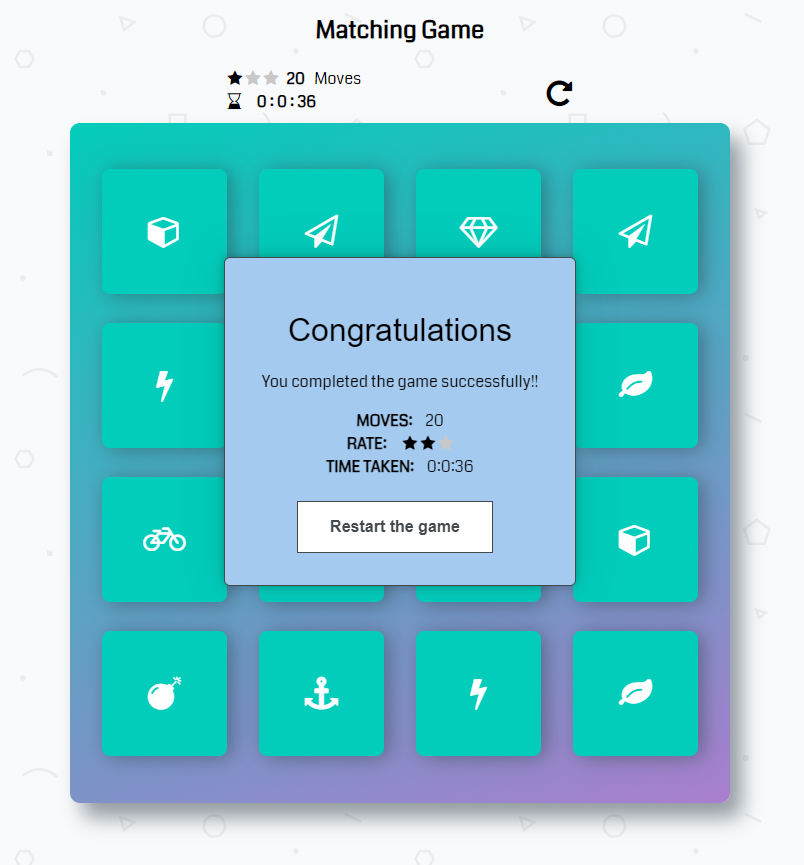 Matching Game
20 Moves
0:0:36
Congratulations
You completed the game successfully!!
MOVES: 20
RATE:
TIME TAKEN: 0:0:36
Restart the game